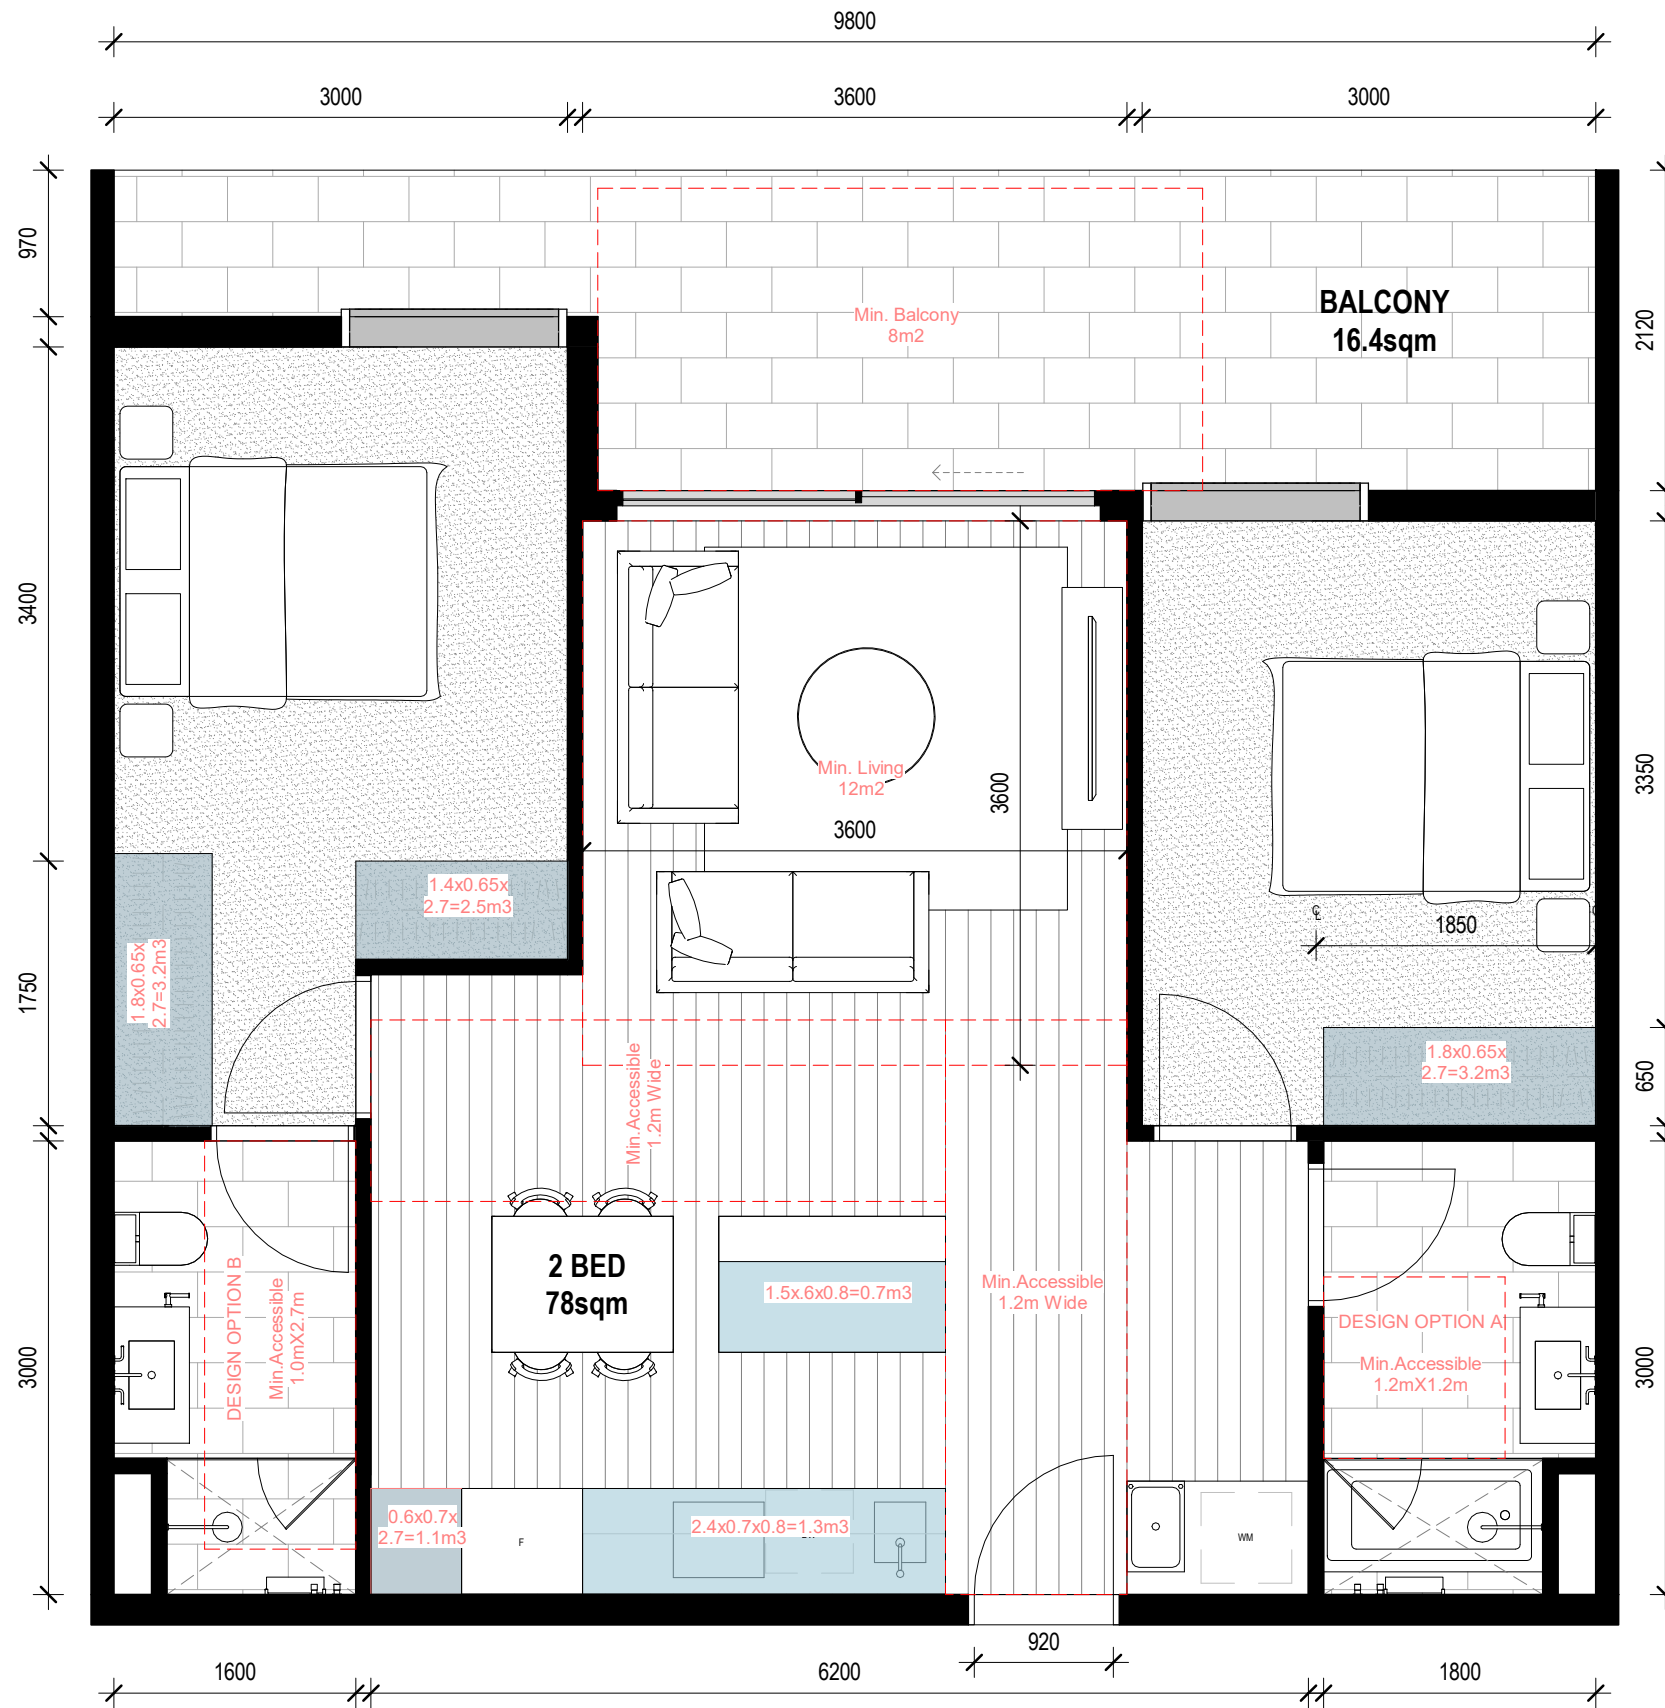 9800
3000
3600
3000
970
BALCONY
16.4sqm
Min. Balcony
8m2
2120
3400
Min. Living
12m2
3600
3600
3350
1.4x0.65x
2.7=2.5m3
1.8x0.65x
2.7=3.2m3
℄
1850
1750
1.8x0.65x
2.7=3.2m3
650
Min.Accessible
1.2m Wide
2 BED
78sqm
1.5x.6x0.8=0.7m3
Min.Accessible
1.2m Wide
DESIGN OPTION B
Min.Accessible
1.0mX2.7m
DESIGN OPTION A
Min.Accessible
1.2mX1.2m
3000
3000
0.6x0.7x
2.7=1.1m3
F
2.4x0.7x0.8=1.3m3
WM
920
1600
6200
1800